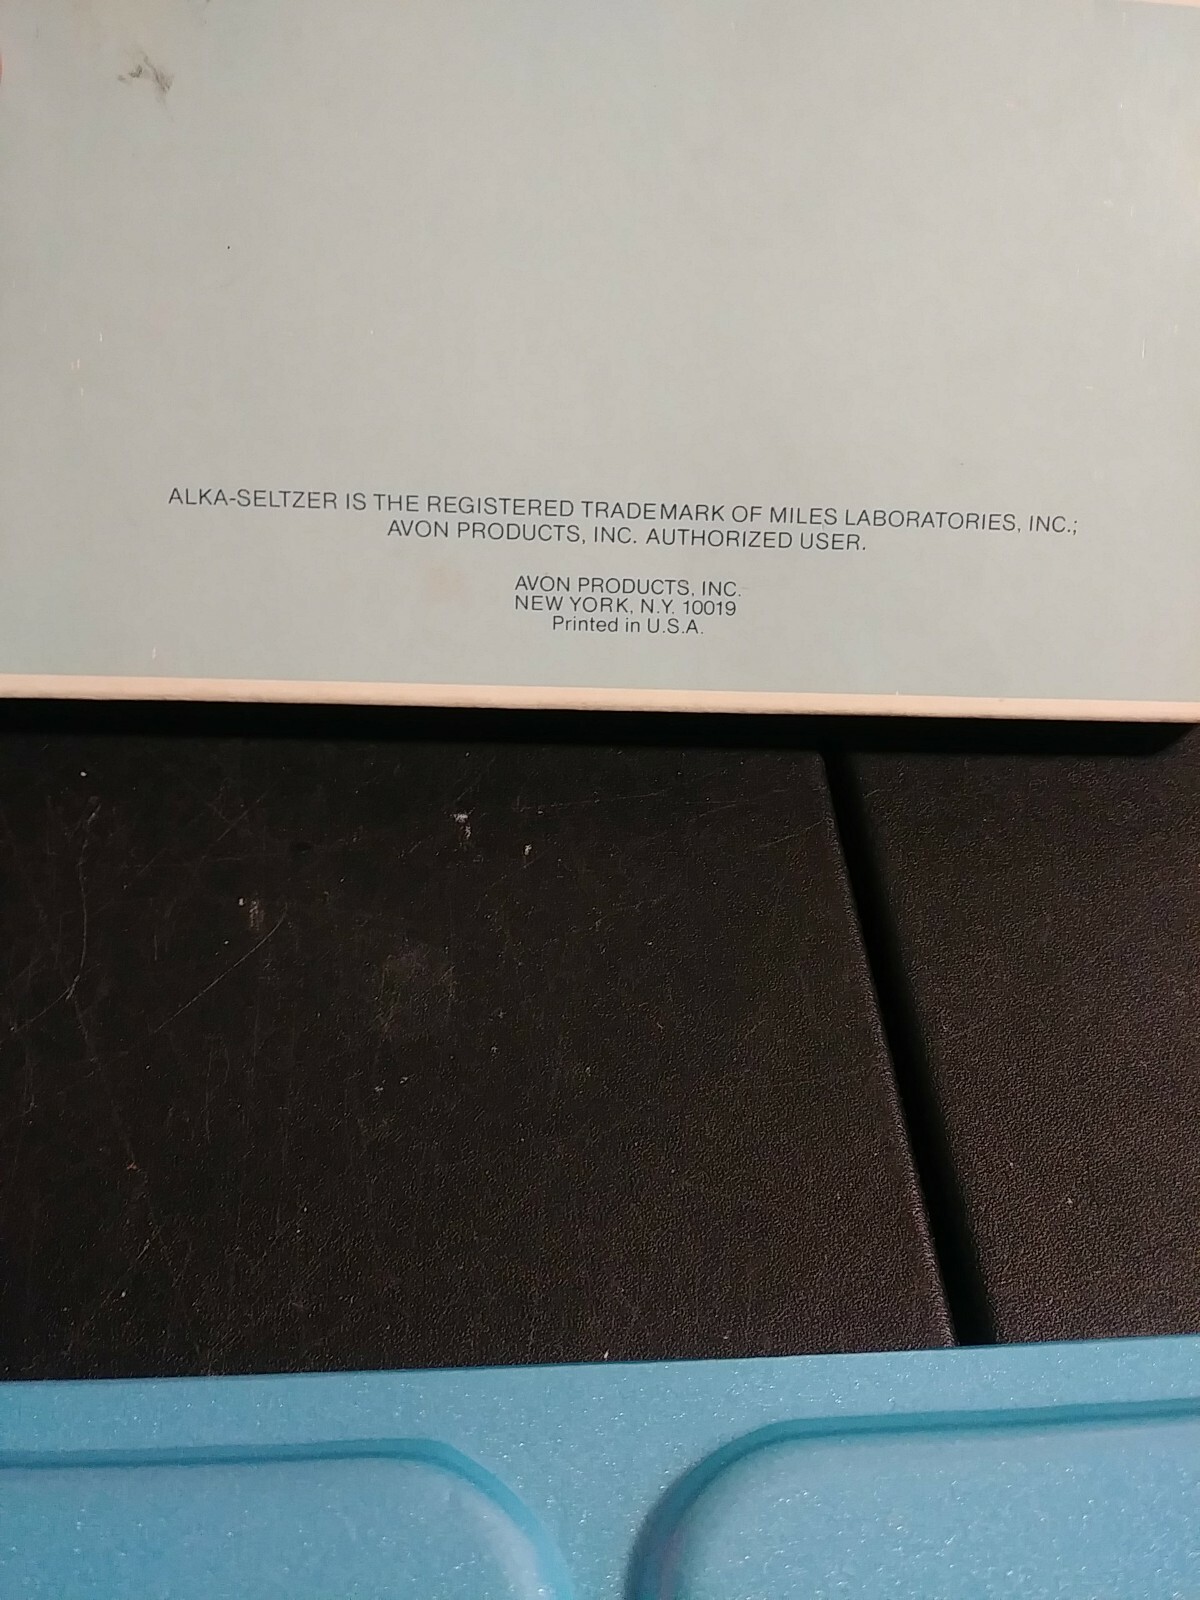 ALKA-SELTZER IS THE REGISTERED TRADEMARK OF MILES LABORATORIES, INC.;
AVON PRODUCTS, INC. AUTHORIZED USER.
AVON PRODUCTS, INC.
NEW YORK, N.Y. 10019
Printed in U.S.A.